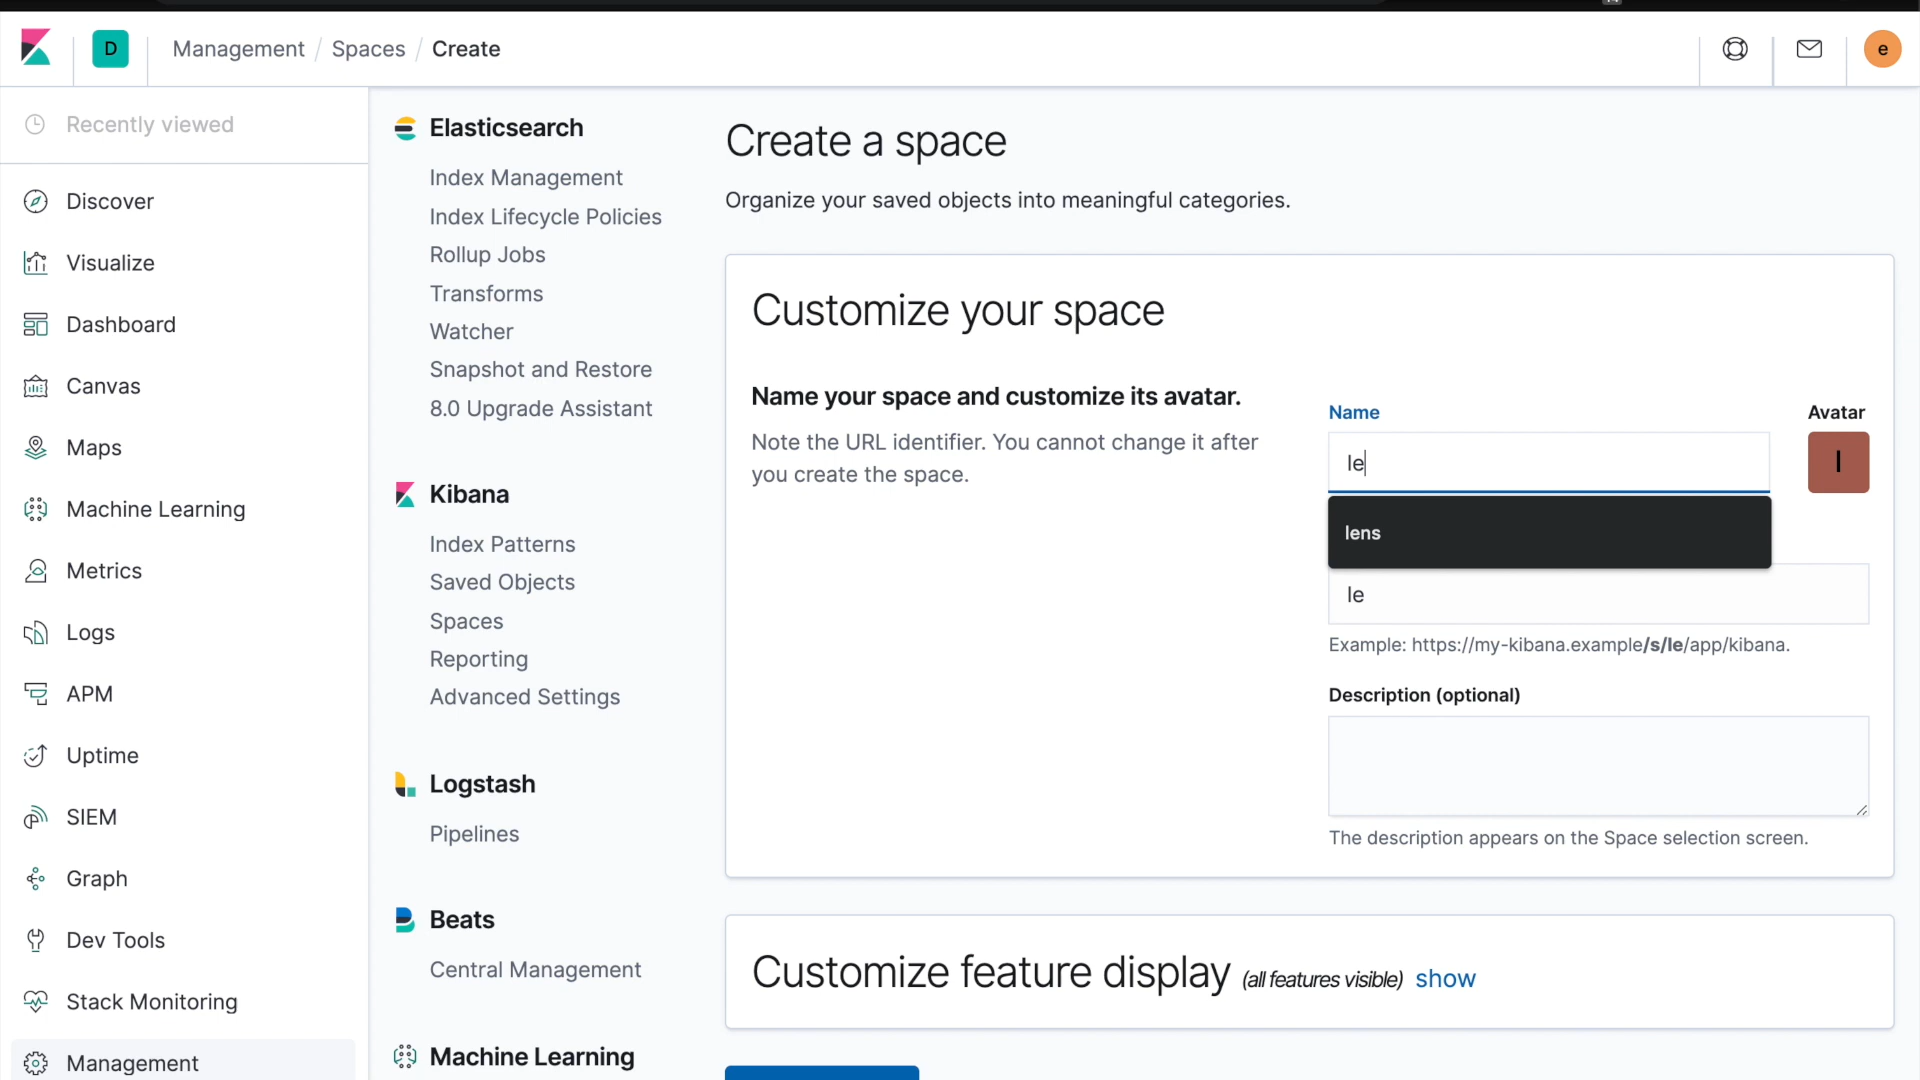 D
Management / Spaces / Create
e
Recently viewed
Discover
Visualize
Dashboard
Canvas
Maps
Machine Learning
Metrics
Logs
APM
Uptime
SIEM
Graph
Dev Tools
Stack Monitoring
Management
Elasticsearch
Index Management
Index Lifecycle Policies
Rollup Jobs
Transforms
Watcher
Snapshot and Restore
8.0 Upgrade Assistant
Kibana
Index Patterns
Saved Objects
Spaces
Reporting
Advanced Settings
Logstash
Pipelines
Beats
Central Management
Machine Learning
Create a space
Organize your saved objects into meaningful categories.
Customize your space
Name your space and customize its avatar.
Note the URL identifier. You cannot change it after
you create the space.
Name
Avatar
le
l
lens
le
Example: https://my-kibana.example/s/le/app/kibana.
Description (optional)
The description appears on the Space selection screen.
Customize feature display (all features visible) show